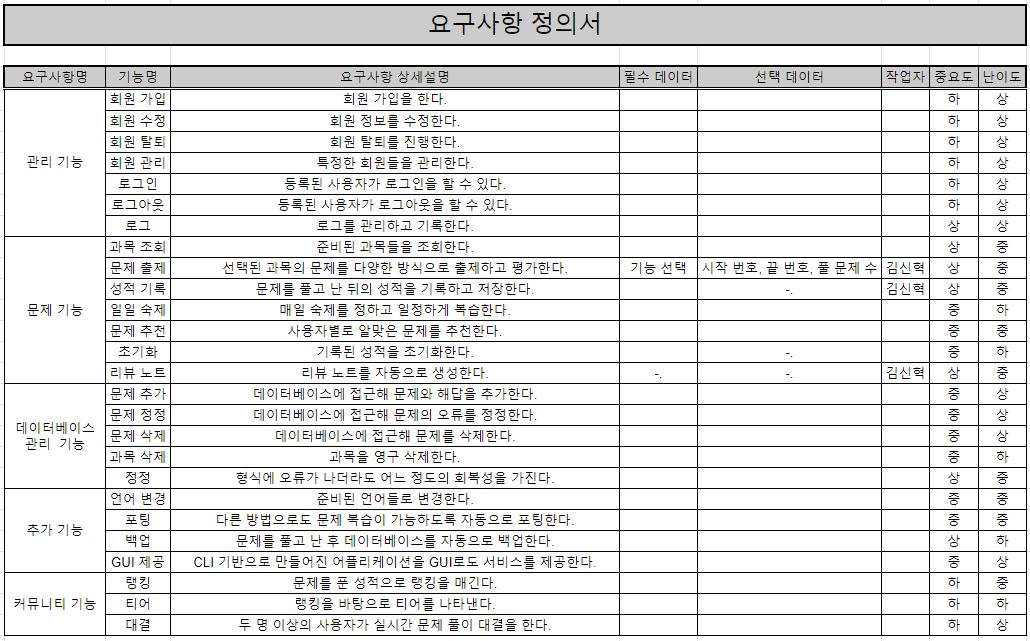 요구사항 정의서
요구사항명 기능명 요구사항 상세설명 필수 데이터 선택 데이터 작업자 중요도 난이도
관리 기능
회원 가입 회원 가입을 한다. 하 상
회원 수정 회원 정보를 수정한다. 하 상
회원 탈퇴 회원 탈퇴를 진행한다. 하 상
회원 관리 특정한 회원들을 관리한다. 하 상
로그인 등록된 사용자가 로그인을 할 수 있다. 하 상
로그아웃 등록된 사용자가 로그아웃을 할 수 있다. 하 상
로그 로그를 관리하고 기록한다. 상 상
문제 기능
과목 조회 준비된 과목들을 조회한다. 상 중
문제 출제 선택된 과목의 문제를 다양한 방식으로 출제하고 평가한다. 기능 선택 시작 번호, 끝 번호, 풀 문제 수 김신혁 상 중
성적 기록 문제를 풀고 난 뒤의 성적을 기록하고 저장한다. -. 김신혁 상 중
일일 숙제 매일 숙제를 정하고 일정하게 복습한다. 중 하
문제 추천 사용자별로 알맞은 문제를 추천한다. 중 중
초기화 기록된 성적을 초기화한다. -. 중 하
리뷰 노트 리뷰 노트를 자동으로 생성한다. -. -. 김신혁 상 중
데이터베이스
관리 기능
문제 추가 데이터베이스에 접근해 문제와 해답을 추가한다. 중 상
문제 정정 데이터베이스에 접근해 문제의 오류를 정정한다. 중 상
문제 삭제 데이터베이스에 접근해 문제를 삭제한다. 중 상
과목 삭제 과목을 영구 삭제한다. 중 하
정정 형식에 오류가 나더라도 어느 정도의 회복성을 가진다. 상 중
추가 기능
언어 변경 준비된 언어들로 변경한다. 중 중
포팅 다른 방법으로도 문제 복습이 가능하도록 자동으로 포팅한다. 중 중
백업 문제를 풀고 난 후 데이터베이스를 자동으로 백업한다. 상 하
GUI 제공 CLI 기반으로 만들어진 어플리케이션을 GUI로도 서비스를 제공한다. 중 상
커뮤니티 기능
랭킹 문제를 푼 성적으로 랭킹을 매긴다. 하 중
티어 랭킹을 바탕으로 티어를 나타낸다. 하 하
대결 두 명 이상의 사용자가 실시간 문제 풀이 대결을 한다. 하 상